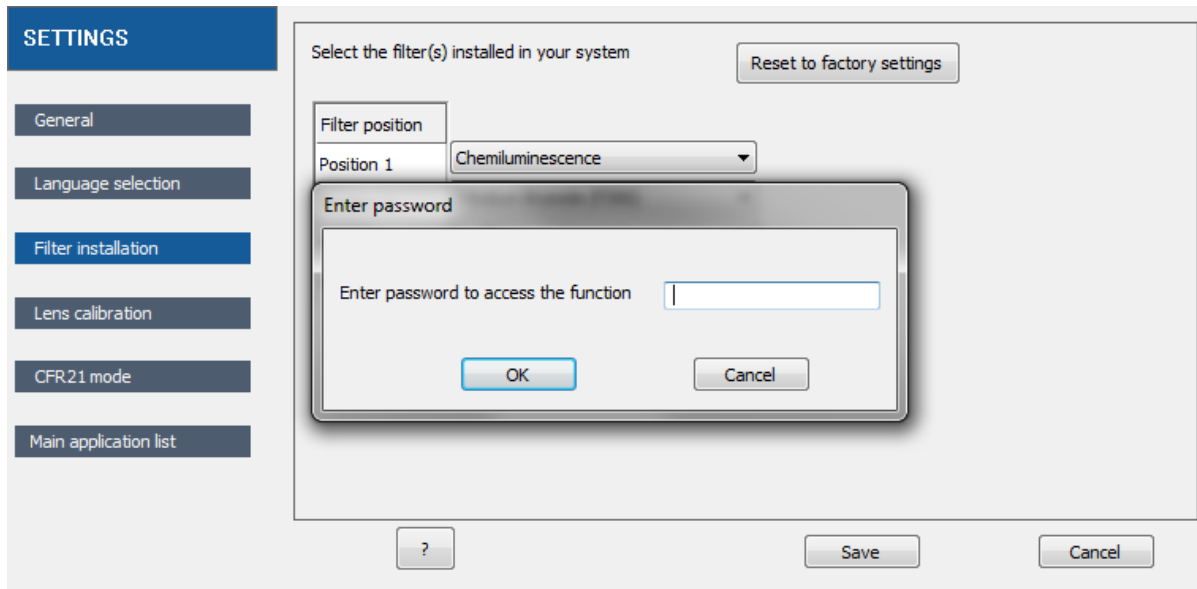 SETTINGS
General
Language selection
Filter installation
Lens calibration
CFR21 mode
Main application list
Select the filter(s) installed in your system
Reset to factory settings
Filter position
Position 1
Chemiluminescence
Enter password
Enter password to access the function
OK
Cancel
?
Save
Cancel